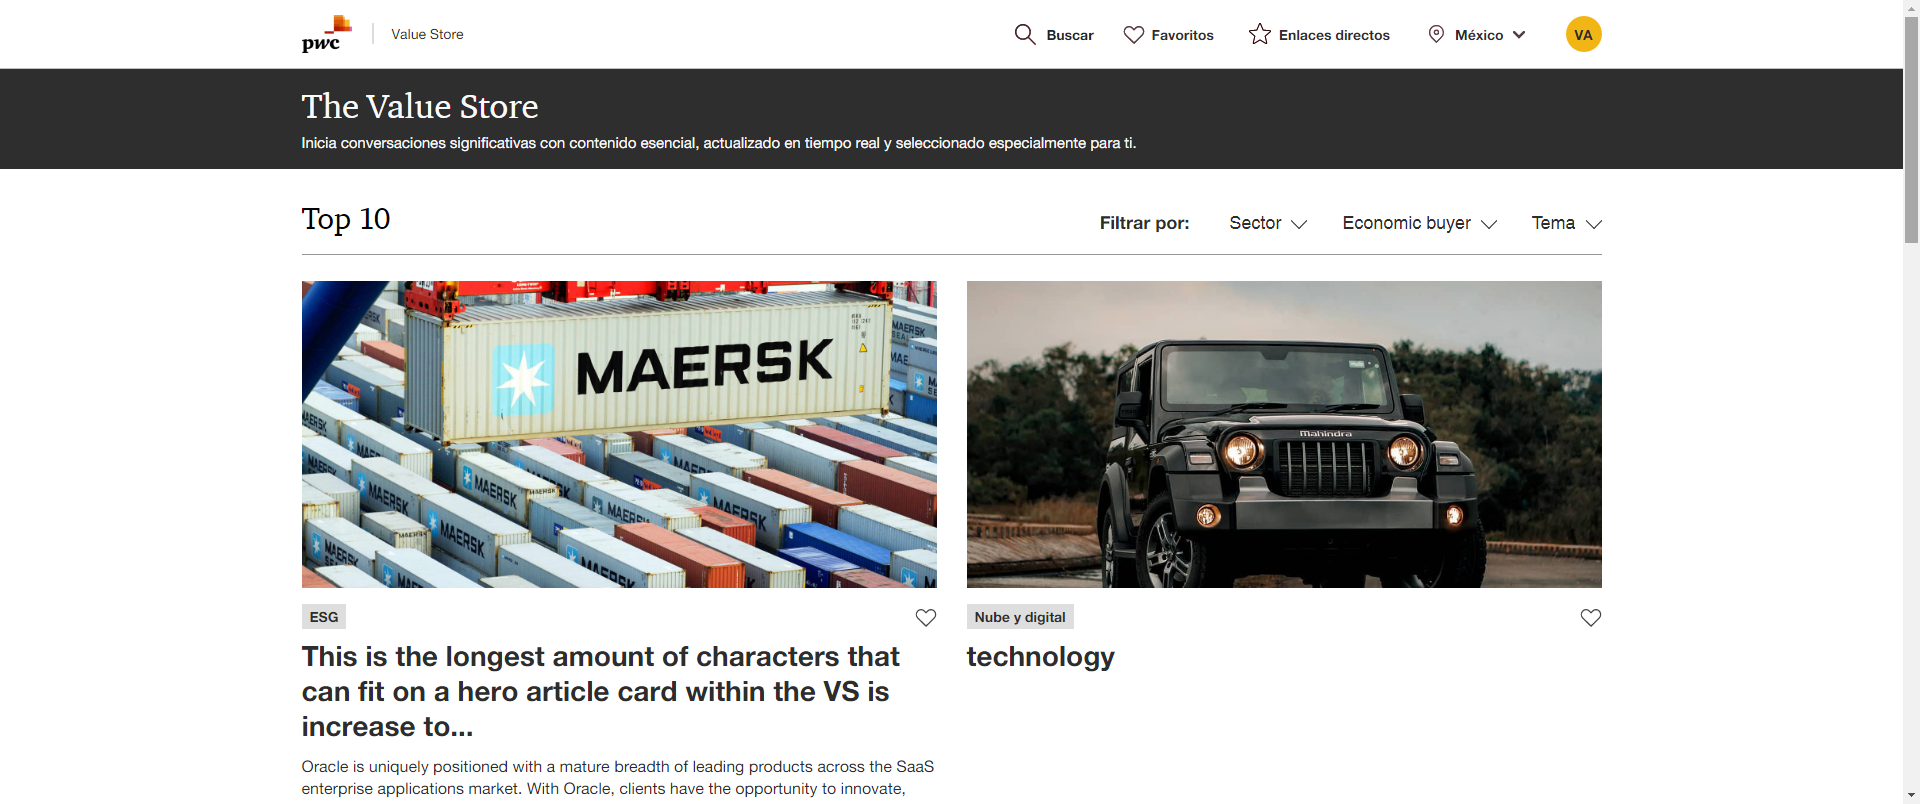 pwc
Value Store
Buscar
Favoritos
Enlaces directos
México
VA
The Value Store
Inicia conversaciones significativas con contenido esencial, actualizado en tiempo real y seleccionado especialmente para ti.
Top 10
Filtrar por:
Sector
Economic buyer
Tema
MAERSK
MAERSK
MAERSK
MAERSK
MAERSK
mahindra
ESG
Nube y digital
This is the longest amount of characters that
can fit on a hero article card within the VS is
increase to...
technology
Oracle is uniquely positioned with a mature breadth of leading products across the SaaS
enterprise applications market. With Oracle, clients have the opportunity to innovate,